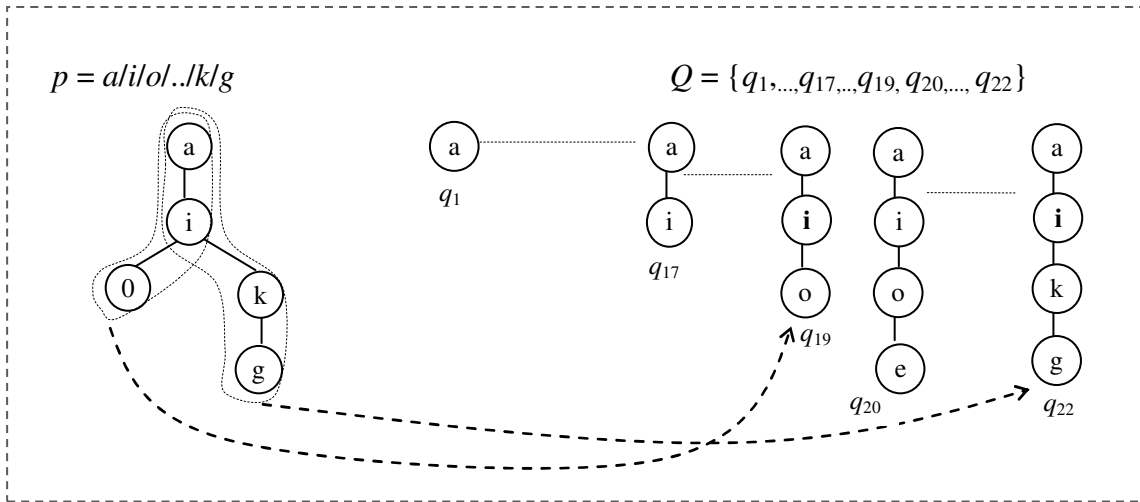 p = a/i/o/../k/g
Q = {q1,...,q17,..,q19, q20,..., q22}
a
i
0
k
g
a
q1
a
i
q17
a
i
o
q19
a
i
o
e
q20
a
i
k
g
q22